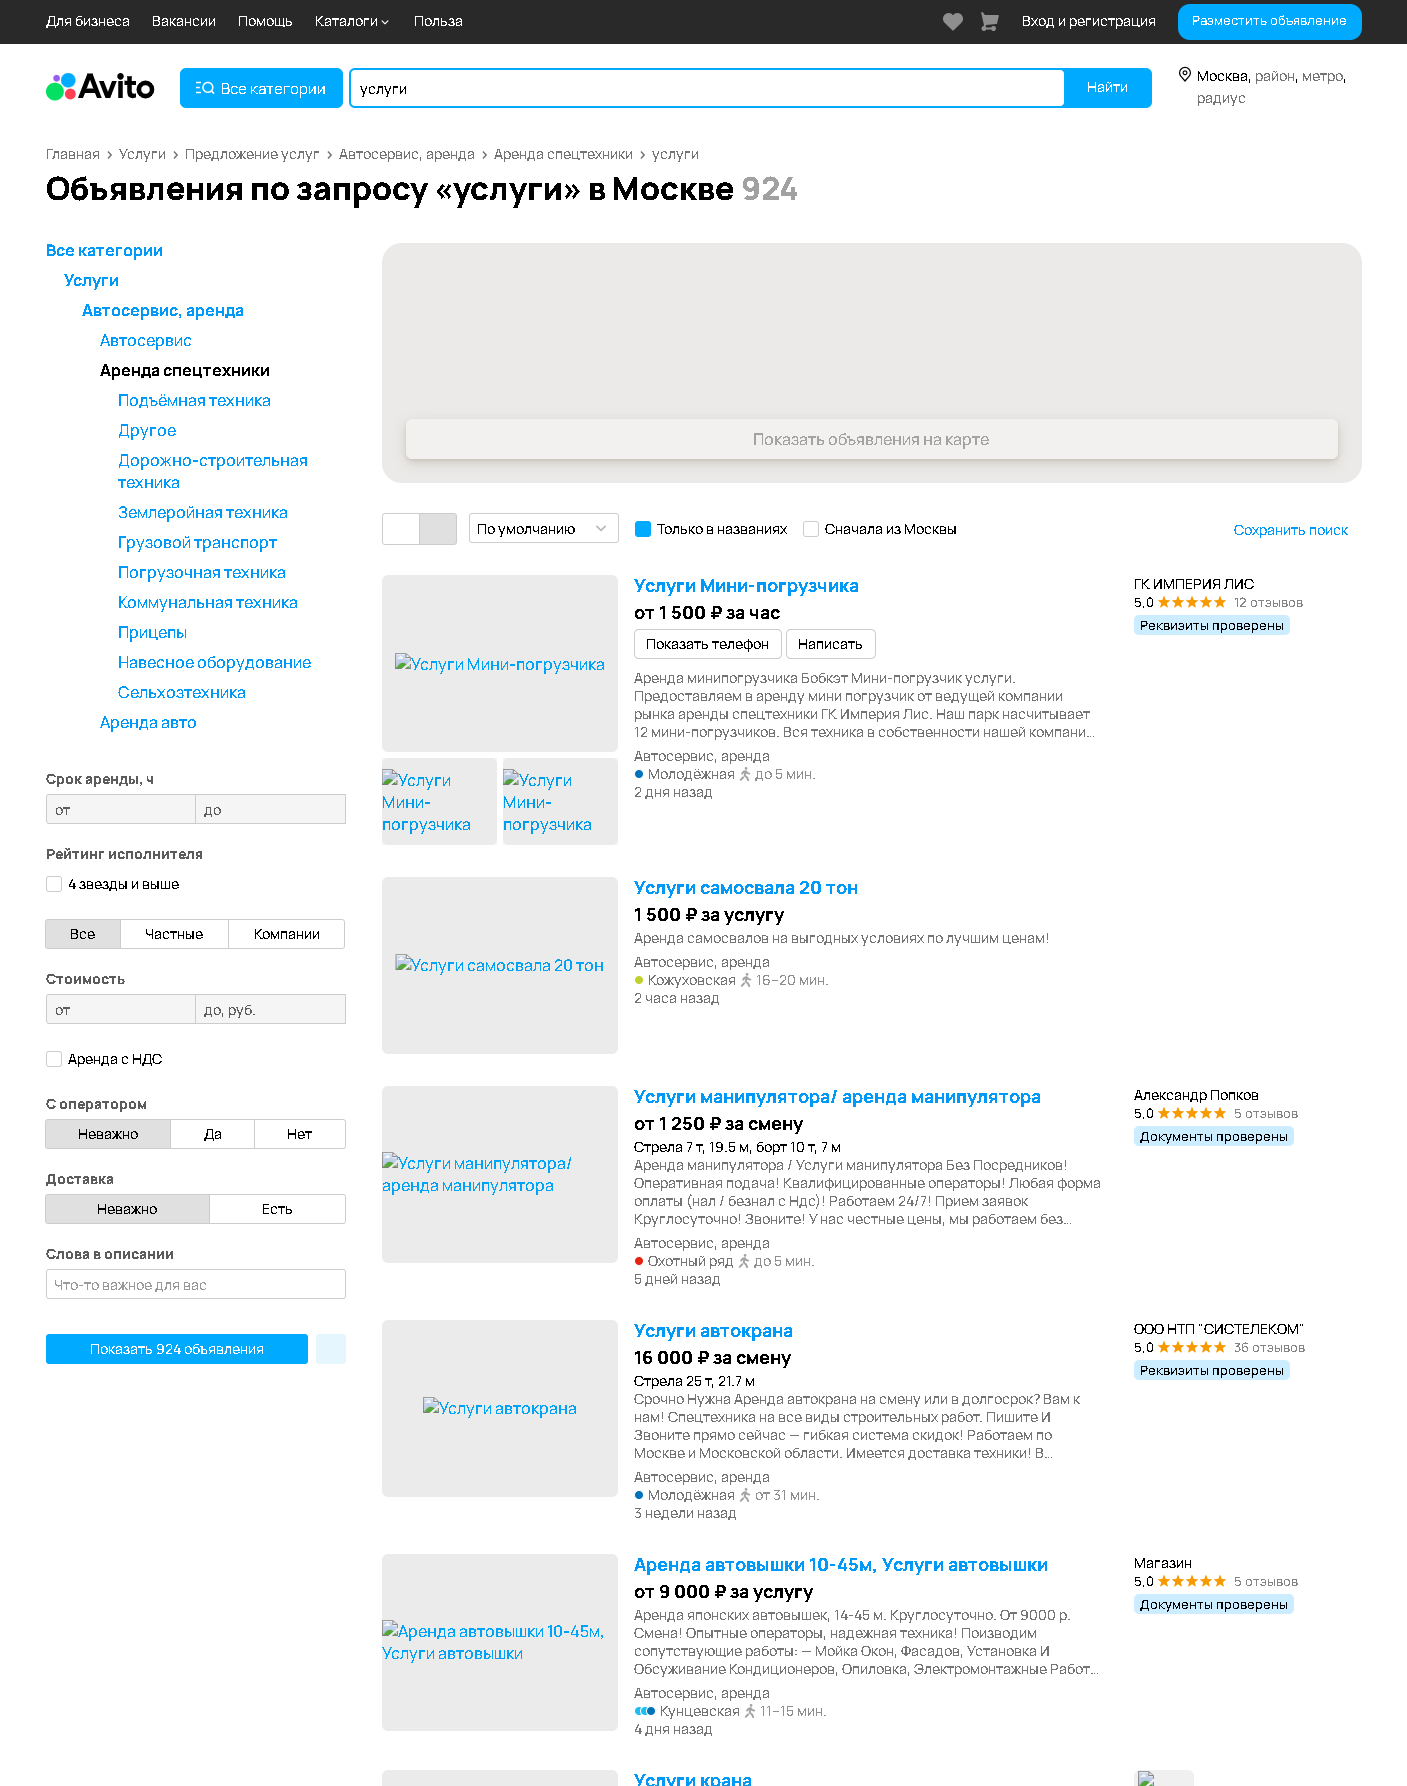 Для бизнеса Вакансии Помощь Каталоги Польза Вход и регистрация Разместить объявление
Avito Все категории услуги Найти Москва, район, метро,
радиус
Главная Услуги Предложение услуг Автосервис, аренда Аренда спецтехники услуги
Объявления по запросу «услуги» в Москве 924
Все категории
Услуги
Автосервис, аренда
Автосервис
Аренда спецтехники
Подъёмная техника
Другое
Дорожно-строительная
техника
Землеройная техника
Грузовой транспорт
Погрузочная техника
Коммунальная техника
Прицепы
Навесное оборудование
Сельхозтехника
Аренда авто
Срок аренды, ч
от до
Рейтинг исполнителя
4 звезды и выше
Все Частные Компании
Стоимость
от до, руб.
Аренда с НДС
С оператором
Неважно Да Нет
Доставка
Неважно Есть
Слова в описании
Что-то важное для вас
Показать 924 объявления
Показать объявления на карте
По умолчанию Только в названиях Сначала из Москвы Сохранить поиск
Услуги Мини-погрузчика
Услуги
Мини-
погрузчика
Услуги
Мини-
погрузчика
Услуги Мини-погрузчика
от 1 500 ₽ за час
Показать телефон Написать
Аренда минипогрузчика Бобкэт Мини-погрузчик услуги.
Предоставляем в аренду мини погрузчик от ведущей компании
рынка аренды спецтехники ГК Империя Лис. Наш парк насчитывает
12 мини-погрузчиков. Вся техника в собственности нашей компани…
Автосервис, аренда
Молодёжная до 5 мин.
2 дня назад
ГК ИМПЕРИЯ ЛИС
5,0 12 отзывов
Реквизиты проверены
Услуги самосвала 20 тон
Услуги самосвала 20 тон
1 500 ₽ за услугу
Аренда самосвалов на выгодных условиях по лучшим ценам!
Автосервис, аренда
Кожуховская 16–20 мин.
2 часа назад
Услуги манипулятора/
аренда манипулятора
Услуги манипулятора/ аренда манипулятора
от 1 250 ₽ за смену
Стрела 7 т, 19.5 м, борт 10 т, 7 м
Аренда манипулятора / Услуги манипулятора Без Посредников!
Оперативная подача! Квалифицированные операторы! Любая форма
оплаты (нал / безнал с Ндс)! Работаем 24/7! Прием заявок
Круглосуточно! Звоните! У нас честные цены, мы работаем без…
Автосервис, аренда
Охотный ряд до 5 мин.
5 дней назад
Александр Попков
5,0 5 отзывов
Документы проверены
Услуги автокрана
Услуги автокрана
16 000 ₽ за смену
Стрела 25 т, 21.7 м
Срочно Нужна Аренда автокрана на смену или в долгосрок? Вам к
нам! Спецтехника на все виды строительных работ. Пишите И
Звоните прямо сейчас — гибкая система скидок! Работаем по
Москве и Московской области. Имеется доставка техники! В…
Автосервис, аренда
Молодёжная от 31 мин.
3 недели назад
ООО НТП "СИСТЕЛЕКОМ"
5,0 36 отзывов
Реквизиты проверены
Аренда автовышки 10-45м,
Услуги автовышки
Аренда автовышки 10-45м, Услуги автовышки
от 9 000 ₽ за услугу
Аренда японских автовышек, 14-45 м. Круглосуточно. От 9000 р.
Смена! Опытные операторы, надежная техника! Поизводим
сопутствующие работы: — Мойка Окон, Фасадов, Установка И
Обсуживание Кондиционеров, Опиловка, Электромонтажные Работ…
Автосервис, аренда
Кунцевская 11–15 мин.
4 дня назад
Магазин
5,0 5 отзывов
Документы проверены
Услуги крана